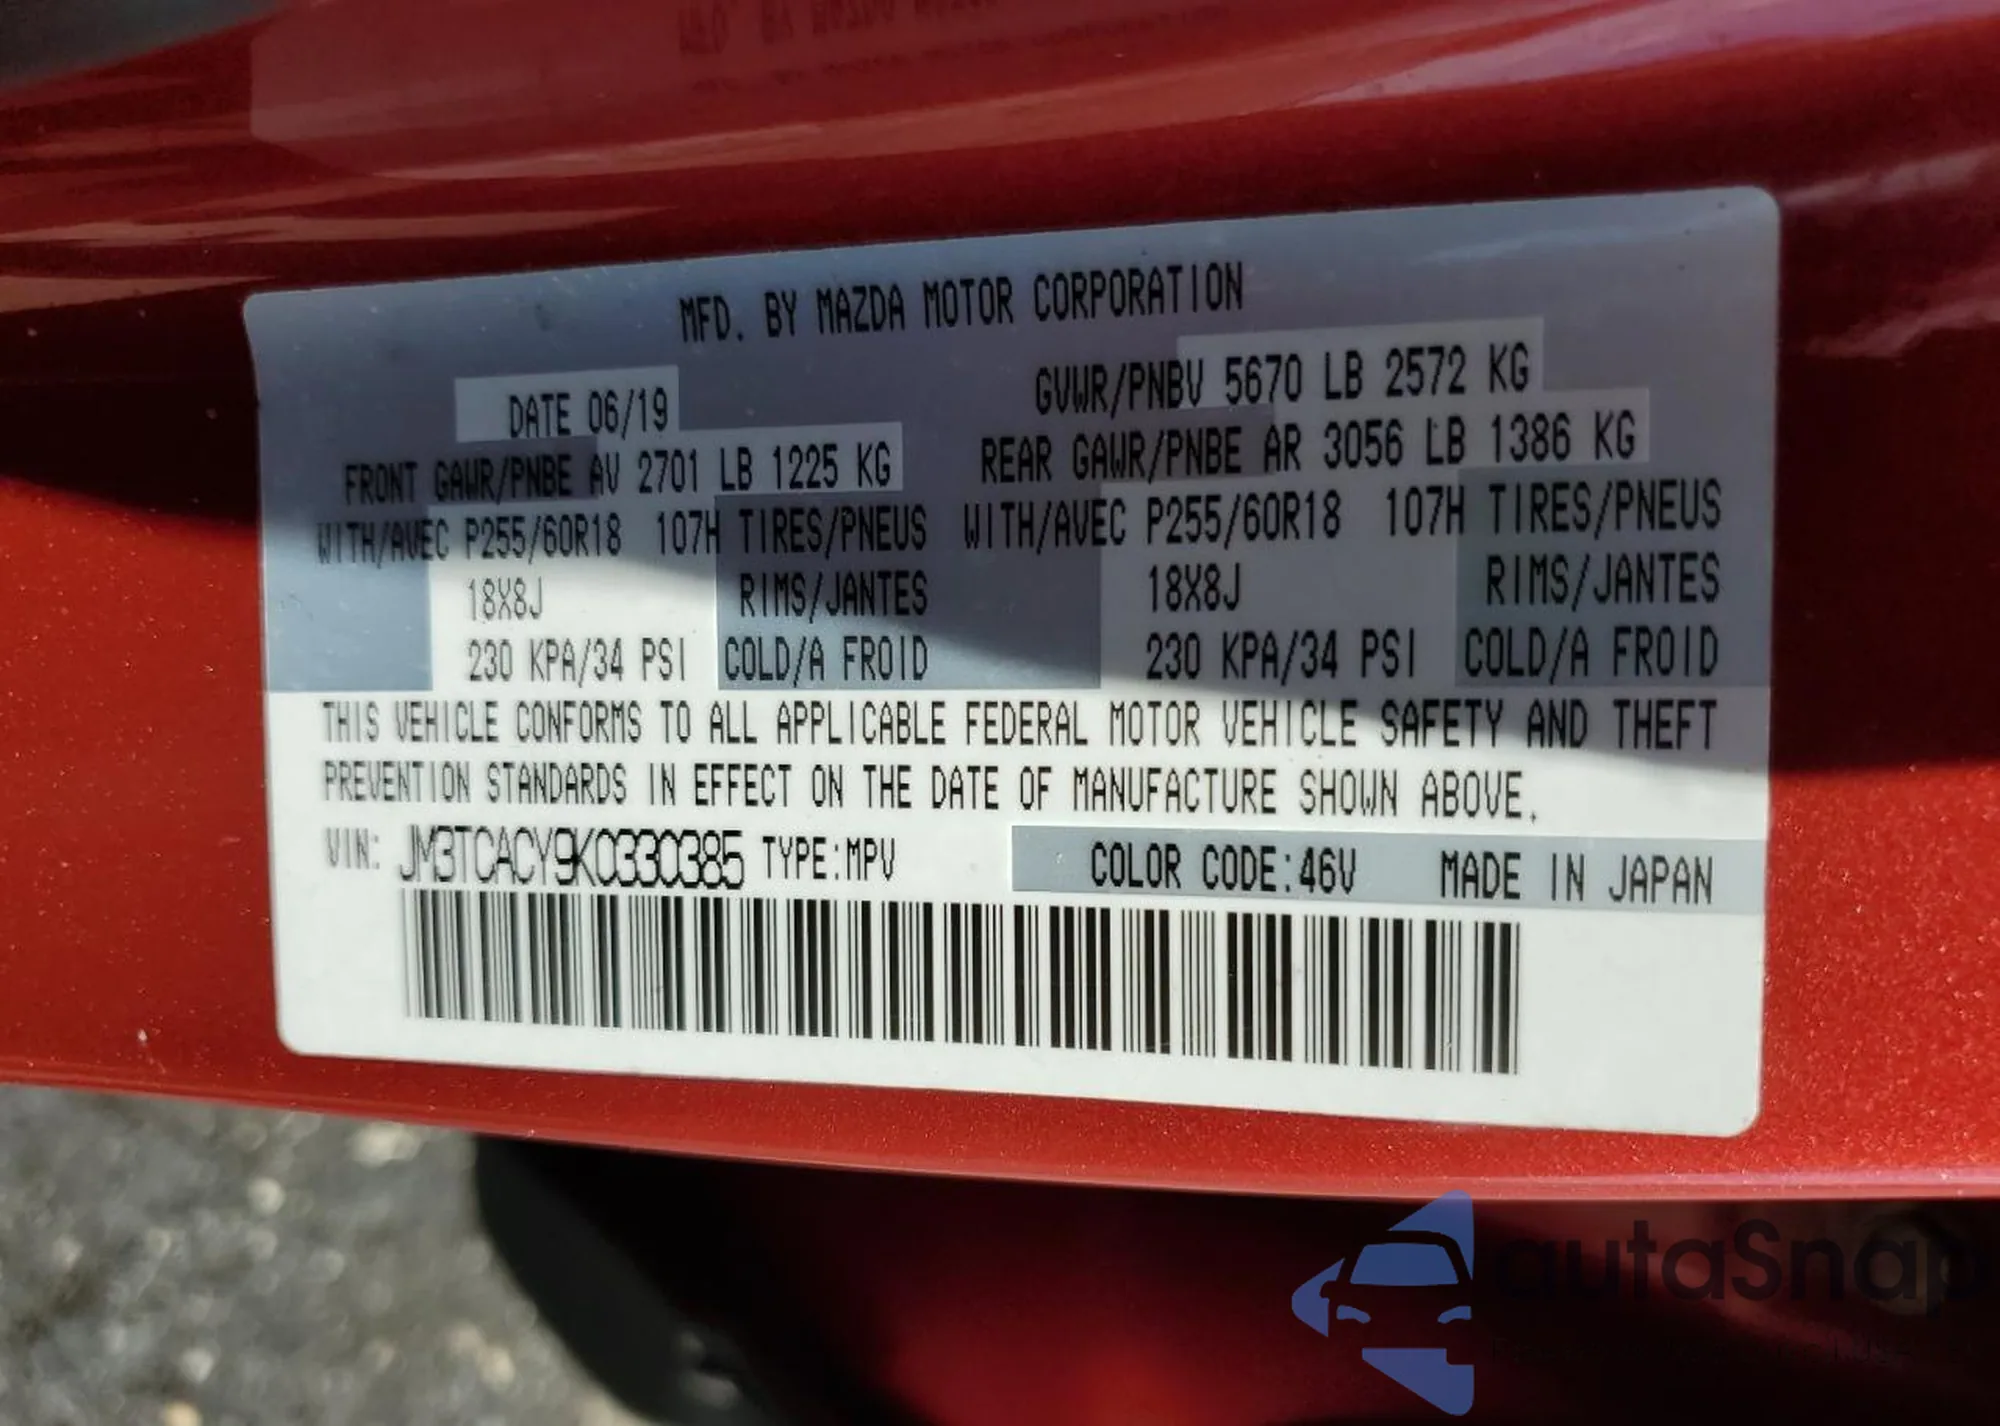 MFD. BY MAZDA MOTOR CORPORATION
DATE 06/19 GVWR/PNBV 5670 LB 2572 KG
FRONT GAWR/PNBE AV 2701 LB 1225 KG REAR GAWR/PNBE AR 3056 LB 1386 KG
WITH/AVEC P255/60R18 107H TIRES/PNEUS WITH/AVEC P255/60R18 107H TIRES/PNEUS
18X8J RIMS/JANTES 18X8J RIMS/JANTES
230 KPA/34 PSI COLD/A FROID 230 KPA/34 PSI COLD/A FROID
THIS VEHICLE CONFORMS TO ALL APPLICABLE FEDERAL MOTOR VEHICLE SAFETY AND THEFT
PREVENTION STANDARDS IN EFFECT ON THE DATE OF MANUFACTURE SHOWN ABOVE.
VIN: JM3TCACY9K0330385 TYPE:MPV COLOR CODE:46V MADE IN JAPAN
autaSnap